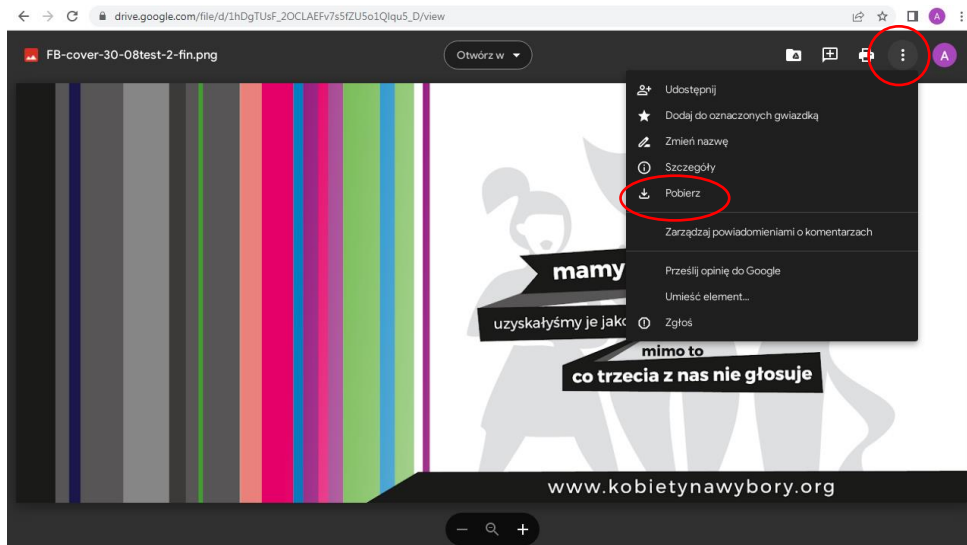 drive.google.com/file/d/1hDgTUsF_2OCLAEFv7s5fZU5o1QIqu5_D/view
A
FB-cover-30-08test-2-fin.png
Otwórz w
A
Udostępnij
Dodaj do oznaczonych gwiazdką
Zmień nazwę
Szczegóły
Pobierz
Zarządzaj powiadomieniami o komentarzach
Prześlij opinię do Google
Umieść element...
Zgłoś
mamy
uzyskałyśmy je
mimo to
co trzecia z nas nie głosuje
www.kobietynawybory.org